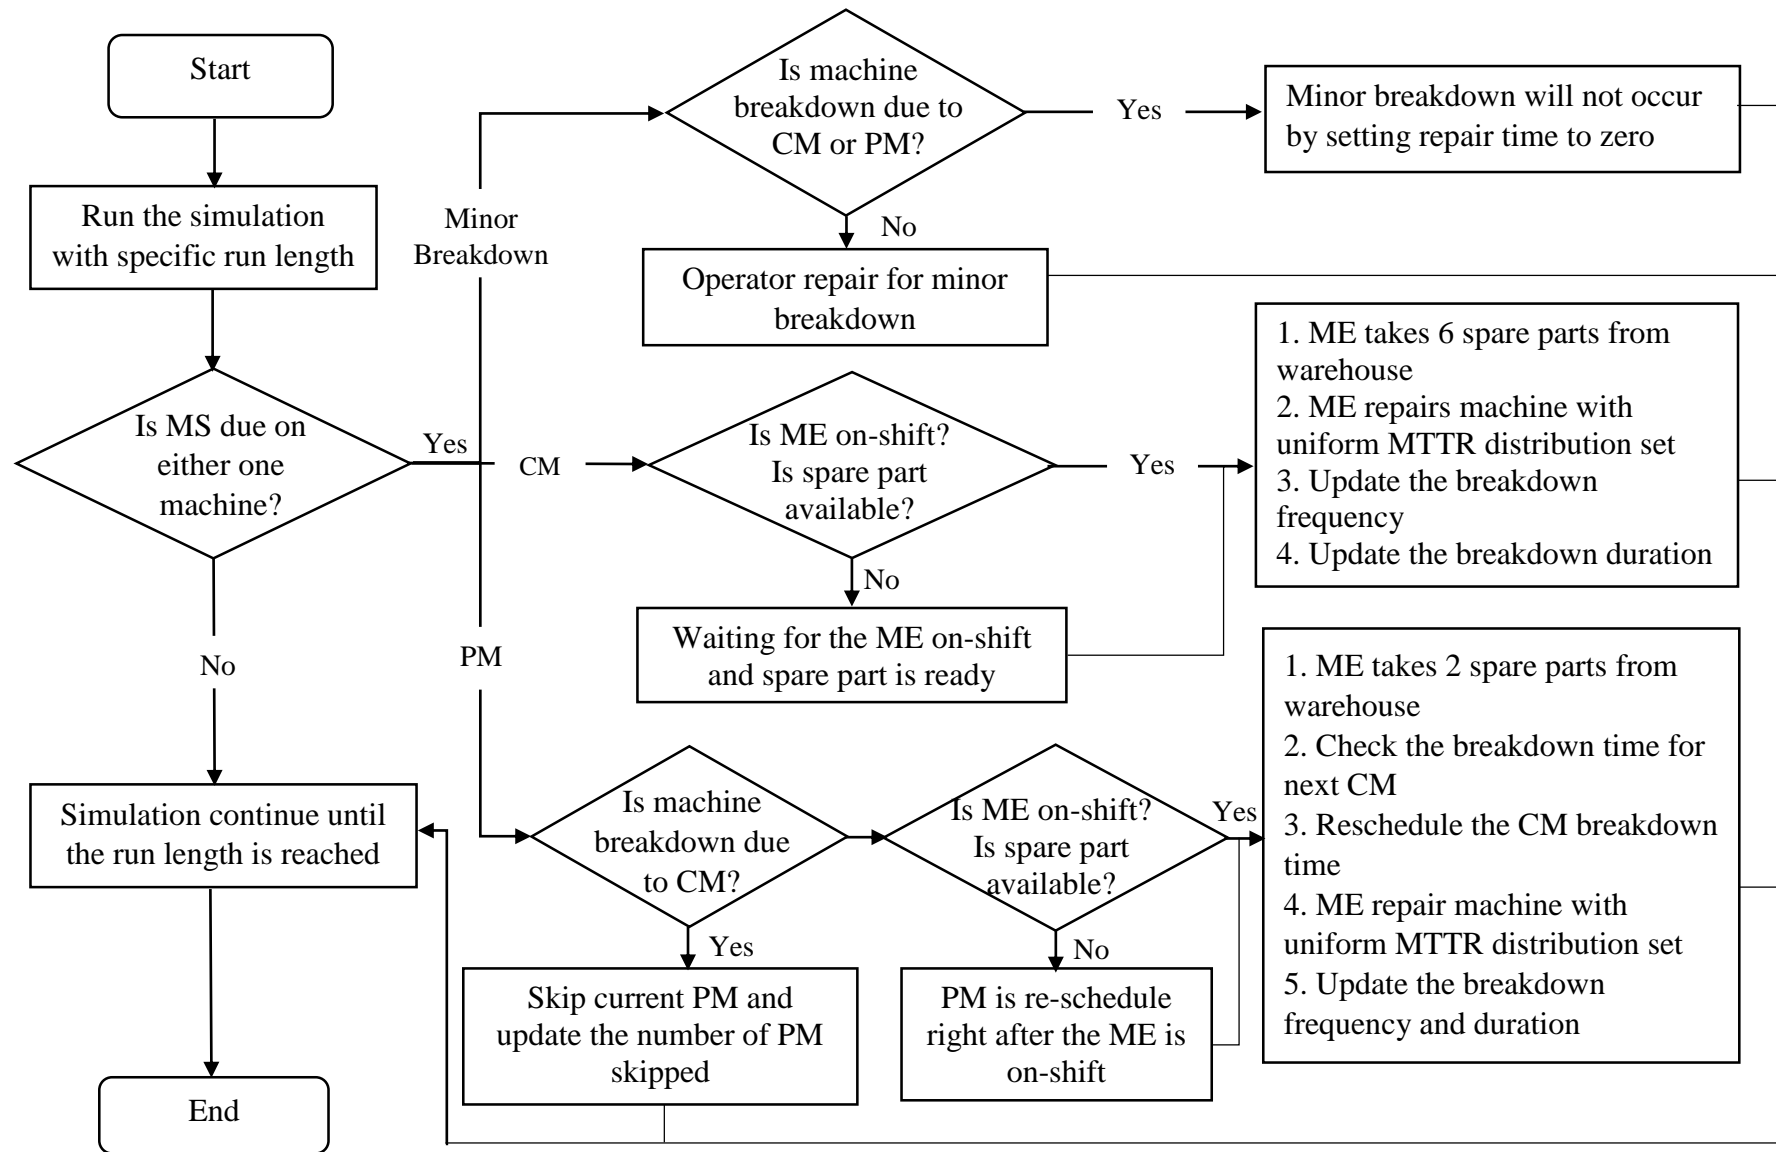 Start
Run the simulation
with specific run length
Is MS due on
either one
machine?
Yes
No
Simulation continue until
the run length is reached
End
Minor
Breakdown
Is machine
breakdown due to
CM or PM?
Yes
Minor breakdown will not occur
by setting repair time to zero
No
Operator repair for minor
breakdown
CM
Is ME on-shift?
Is spare part
available?
Yes
1. ME takes 6 spare parts from
warehouse
2. ME repairs machine with
uniform MTTR distribution set
3. Update the breakdown
frequency
4. Update the breakdown duration
No
Waiting for the ME on-shift
and spare part is ready
PM
Is machine
breakdown due
to CM?
Yes
Skip current PM and
update the number of PM
skipped
Is ME on-shift?
Is spare part
available?
Yes
No
PM is re-schedule
right after the ME is
on-shift
1. ME takes 2 spare parts from
warehouse
2. Check the breakdown time for
next CM
3. Reschedule the CM breakdown
time
4. ME repair machine with
uniform MTTR distribution set
5. Update the breakdown
frequency and duration